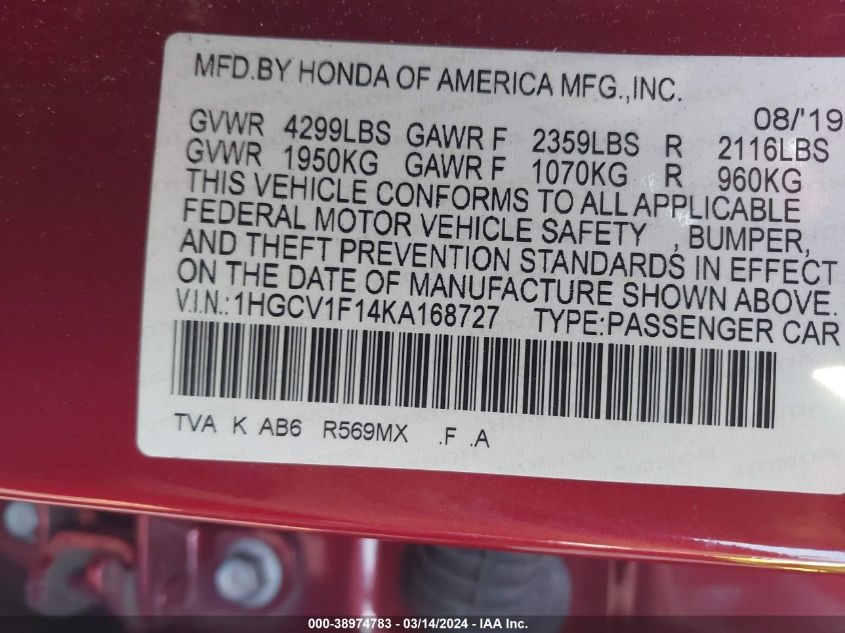 MFD.BY HONDA OF AMERICA MFG.,INC.
08/'19
GVWR 4299LBS GAWR F 2359LBS R 2116LBS
GVWR 1950KG GAWR F 1070KG R 960KG
THIS VEHICLE CONFORMS TO ALL APPLICABLE
FEDERAL MOTOR VEHICLE SAFETY , BUMPER,
AND THEFT PREVENTION STANDARDS IN EFFECT
ON THE DATE OF MANUFACTURE SHOWN ABOVE.
V.I.N.:1HGCV1F14KA168727 TYPE:PASSENGER CAR
TVA K AB6 R569MX .F .A
000-38974783 / 03/14/2024 - IAA Inc.